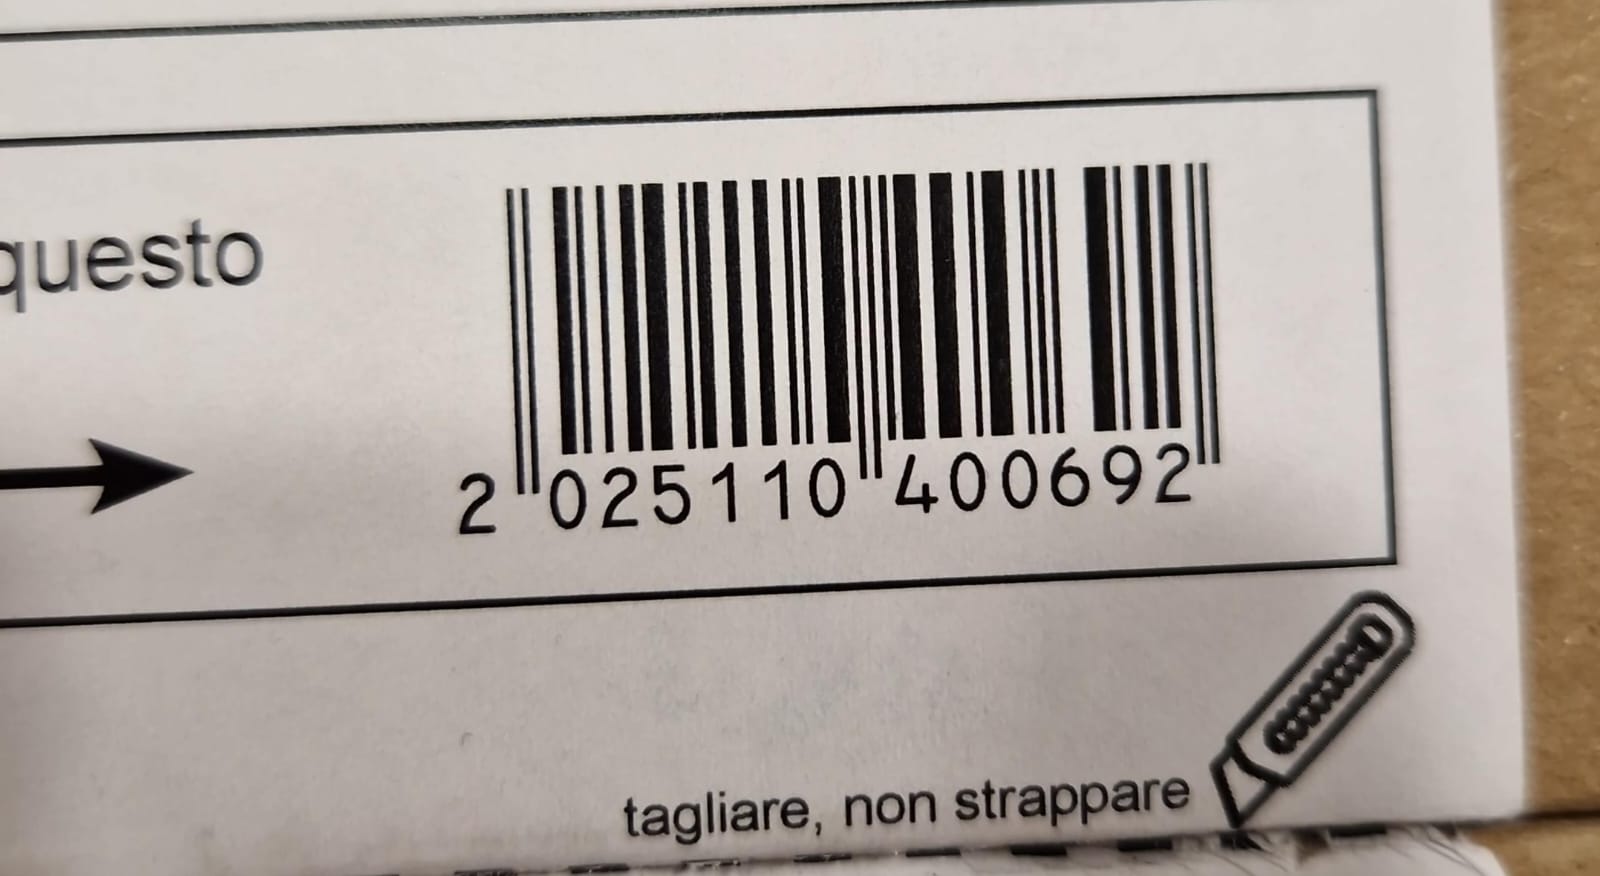 questo
2 025110 400692
tagliare, non strappare